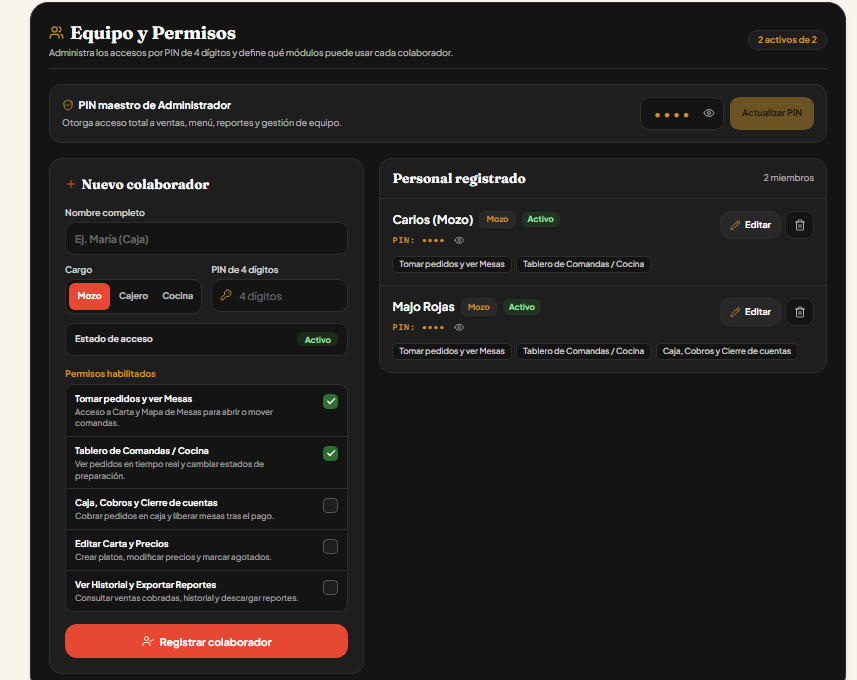 Equipo y Permisos
Administra los accesos por PIN de 4 dígitos y define qué módulos puede usar cada colaborador.
2 activos de 2
PIN maestro de Administrador
Otorga acceso total a ventas, menú, reportes y gestión de equipo.
••••
Actualizar PIN
+ Nuevo colaborador
Nombre completo
Ej. María (Caja)
Cargo
Mozo Cajero Cocina
PIN de 4 dígitos
4 dígitos
Estado de acceso
Activo
Permisos habilitados
Tomar pedidos y ver Mesas
Acceso a Carta y Mapa de Mesas para abrir o mover
comandas.
Tablero de Comandas / Cocina
Ver pedidos en tiempo real y cambiar estados de
preparación.
Caja, Cobros y Cierre de cuentas
Cobrar pedidos en caja y liberar mesas tras el pago.
Editar Carta y Precios
Crear platos, modificar precios y marcar agotados.
Ver Historial y Exportar Reportes
Consultar ventas cobradas, historial y descargar reportes.
Registrar colaborador
Personal registrado
2 miembros
Carlos (Mozo) Mozo Activo
Editar
PIN: ••••
Tomar pedidos y ver Mesas Tablero de Comandas / Cocina
Majo Rojas Mozo Activo
Editar
PIN: ••••
Tomar pedidos y ver Mesas Tablero de Comandas / Cocina Caja, Cobros y Cierre de cuentas